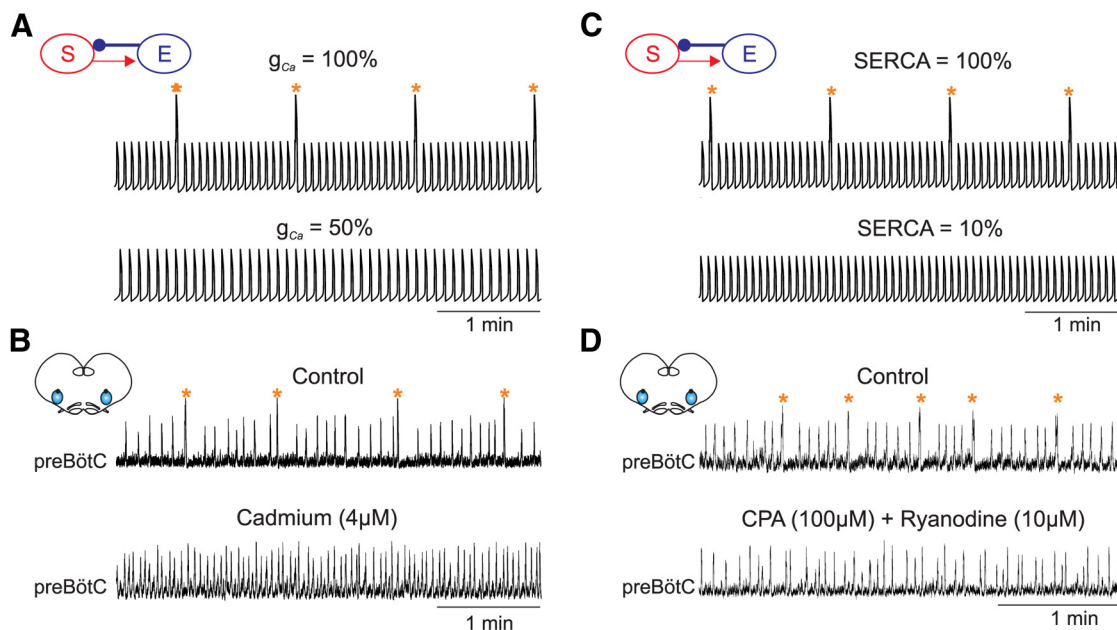 A
S E
g_Ca = 100%
* * * *
g_Ca = 50%
1 min
B
Control
* * * *
preBötC
Cadmium (4µM)
preBötC
1 min
C
S E
SERCA = 100%
* * * *
SERCA = 10%
1 min
D
Control
* * * * *
preBötC
CPA (100µM) + Ryanodine (10µM)
preBötC
1 min